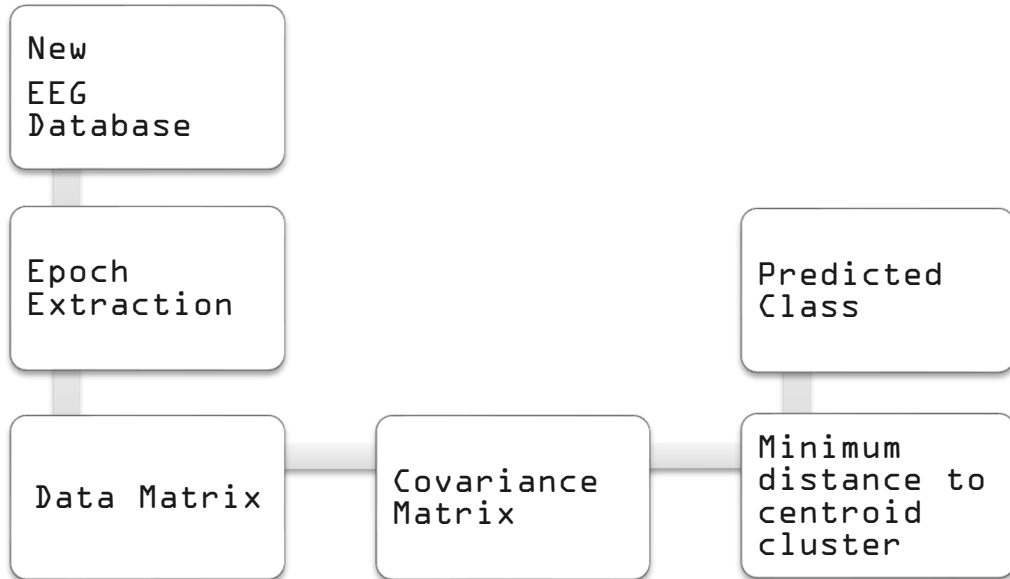 New
EEG
Database
Epoch
Extraction
Data Matrix
Covariance
Matrix
Minimum
distance to
centroid
cluster
Predicted
Class